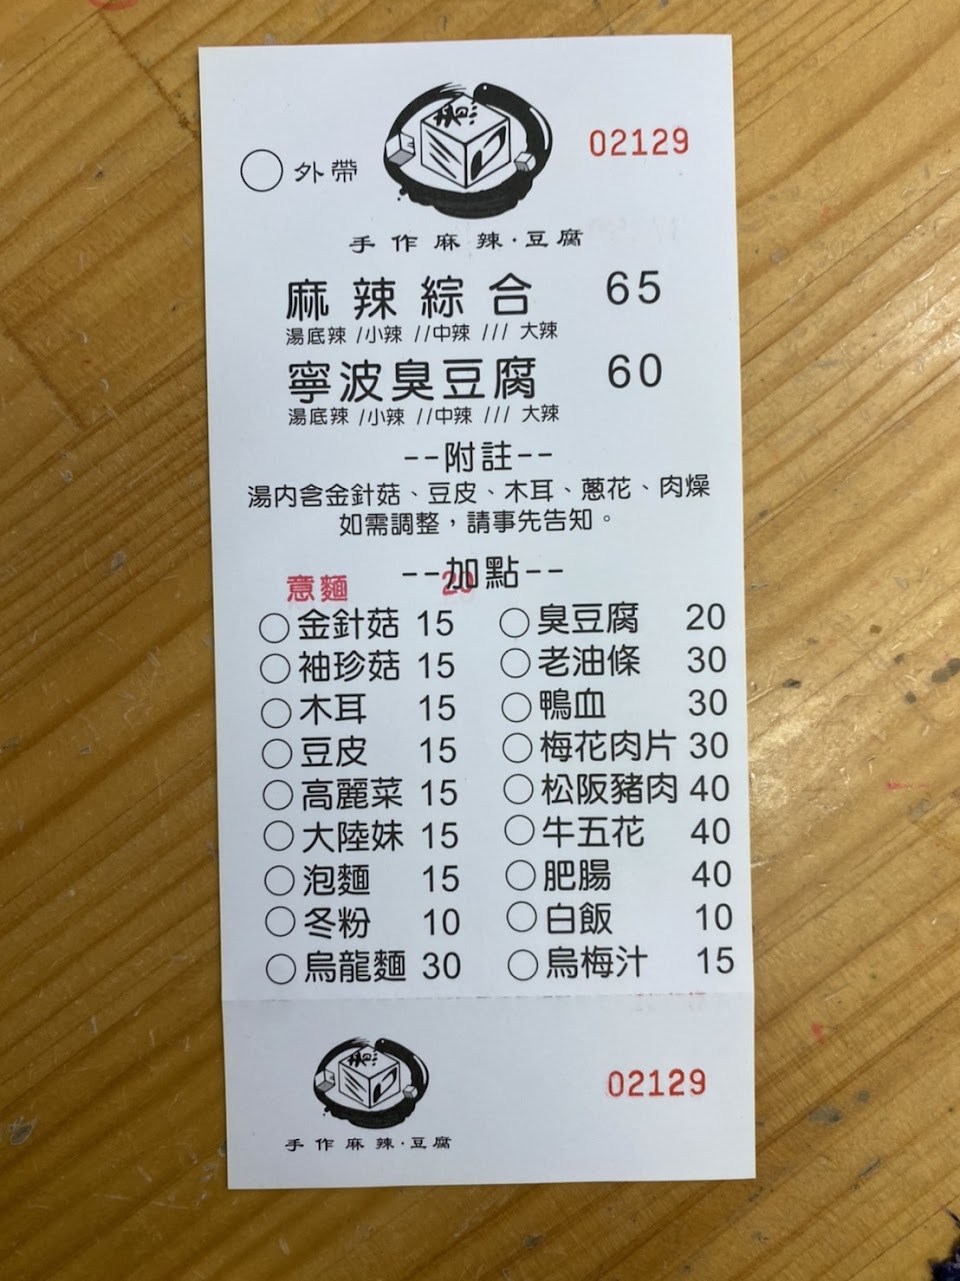 02129
外帶
手作麻辣·豆腐
麻辣綜合 65
湯底辣 /小辣 //中辣 /// 大辣
寧波臭豆腐 60
湯底辣 /小辣 //中辣 /// 大辣
--附註--
湯內含金針菇、豆皮、木耳、蔥花、肉燥
如需調整，請事先告知。
--加點--
意麵 20
金針菇 15 臭豆腐 20
袖珍菇 15 老油條 30
木耳 15 鴨血 30
豆皮 15 梅花肉片 30
高麗菜 15 松阪豬肉 40
大陸妹 15 牛五花 40
泡麵 15 肥腸 40
冬粉 10 白飯 10
烏龍麵 30 烏梅汁 15
02129
手作麻辣·豆腐